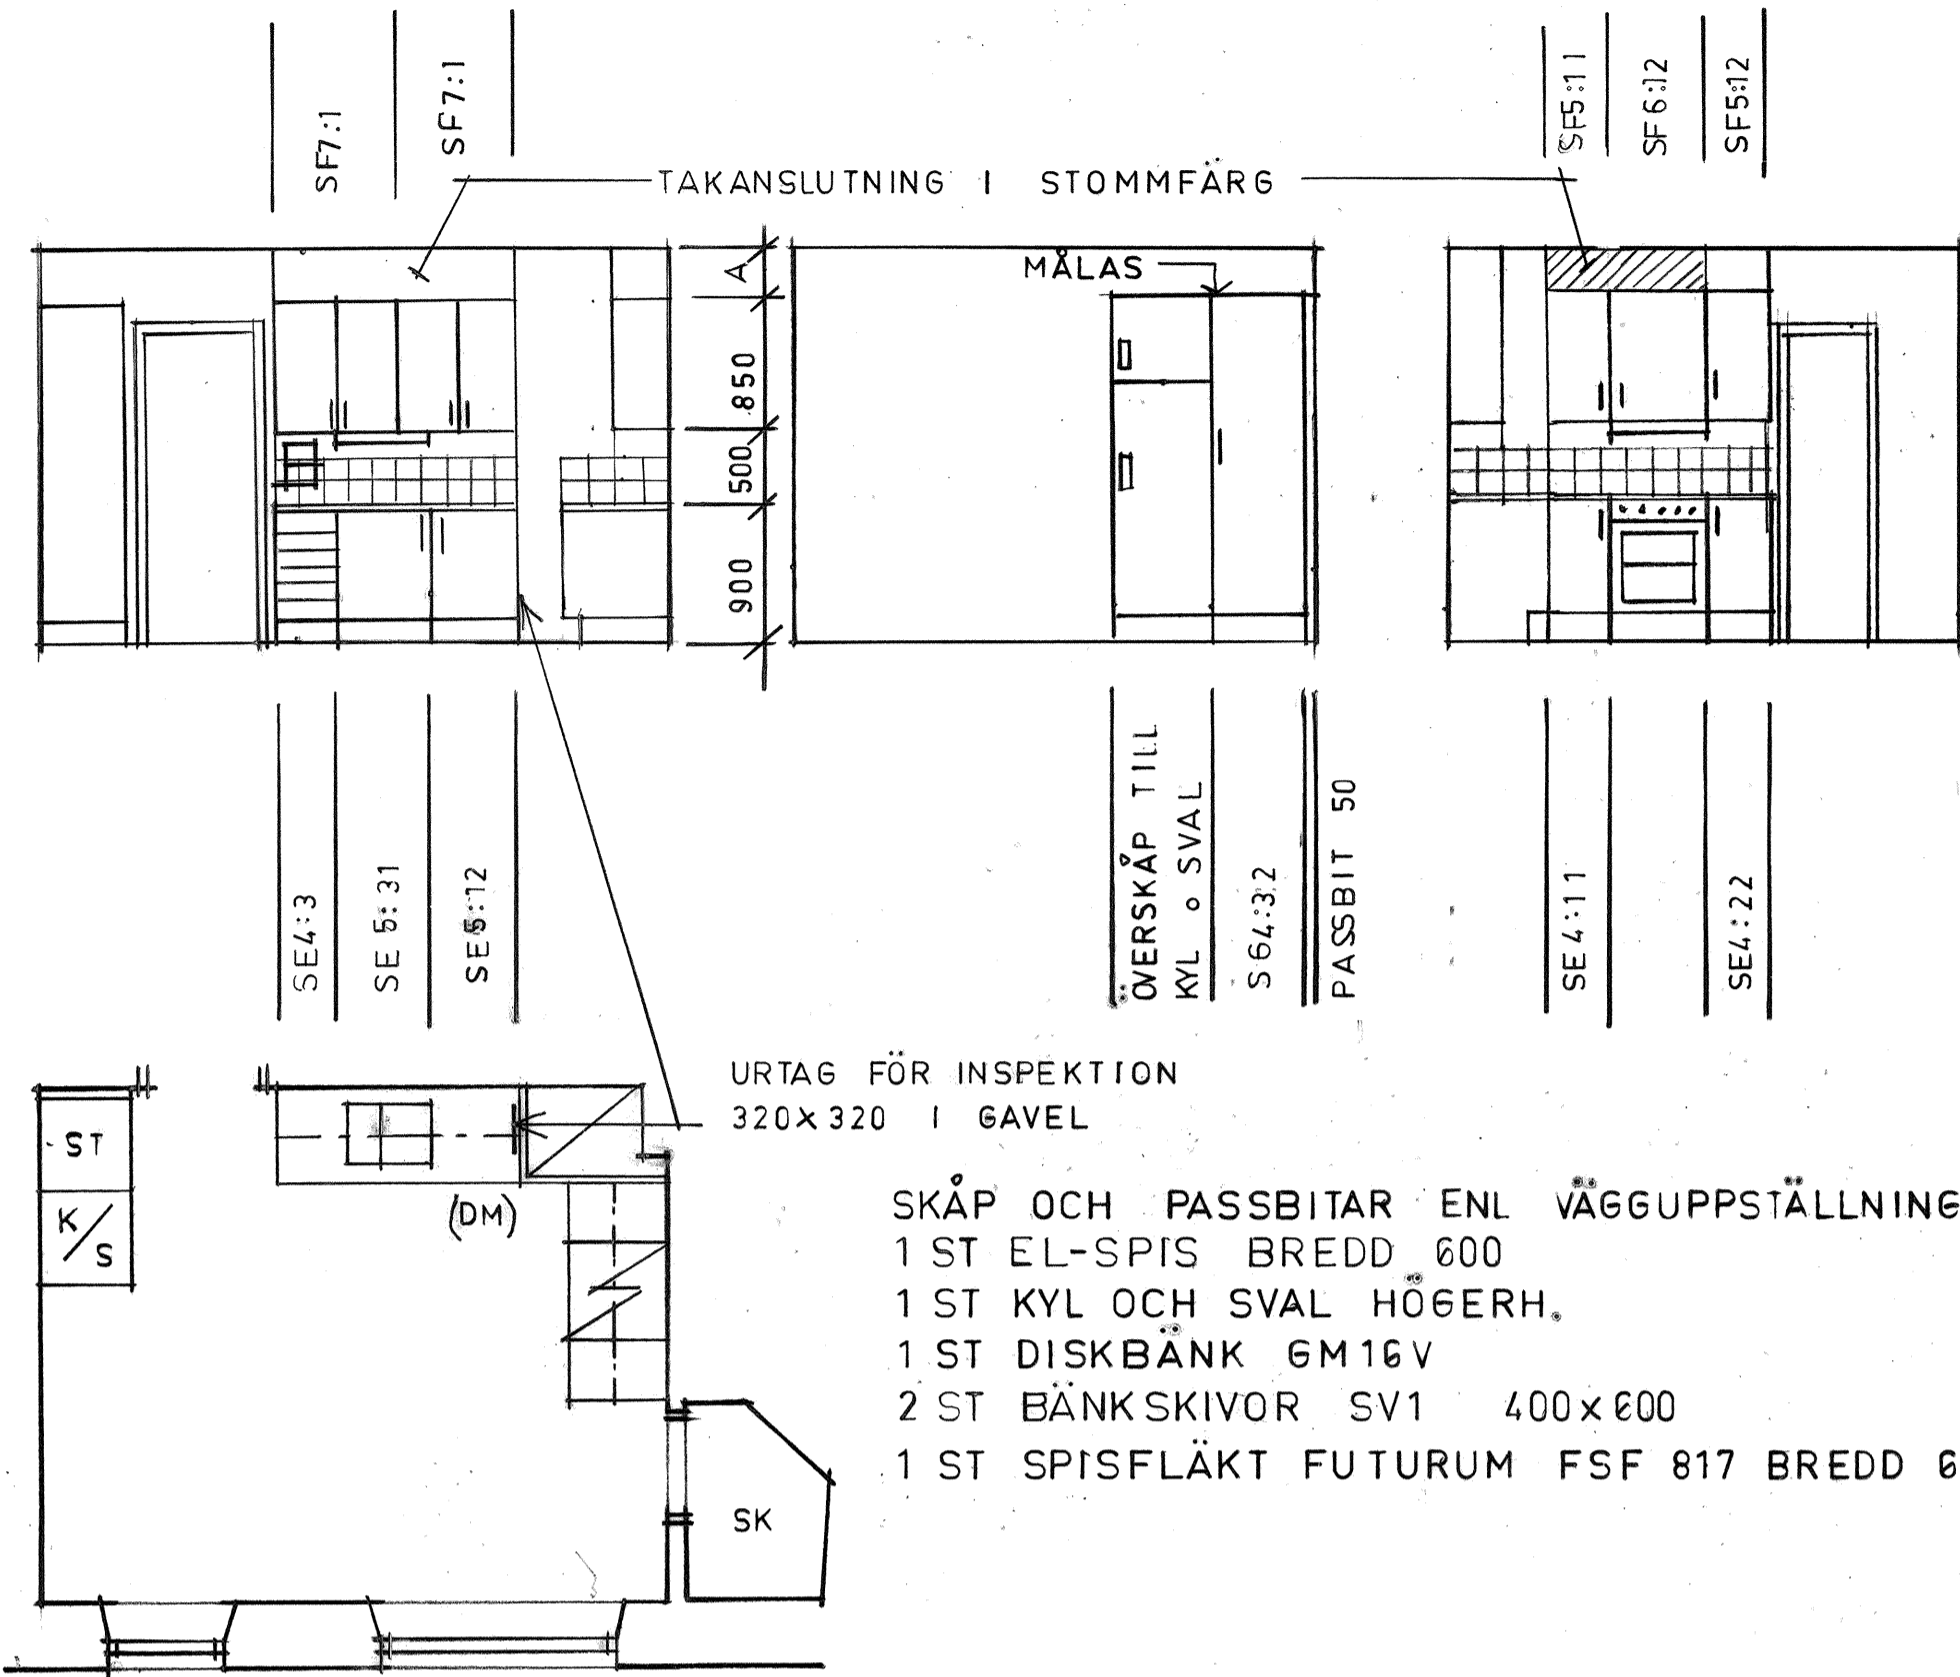 SF7:1
SF7:1
SF5:11
SF6:12
SF5:12
TAKANSLUTNING I STOMMFÄRG
A
850
500
900
MÅLAS
SE4:3
SE 5:31
ÖVERSKÅP TILL
KYL o SVAL
S64:32
PASSBIT 50
SE4:11
SE4:22
URTAG FÖR INSPEKTION
320X320 I GAVEL
ST
K/S
(DM)
SK
SKÅP OCH PASSBITAR ENL VÄGGUPPSTÄLLNING
1 ST EL-SPIS BREDD 600
1 ST KYL OCH SVAL HÖGERH.
1 ST DISKBÄNK GM16V
2 ST BÄNKSKIVOR SV1 400x600
1 ST SPISFLÄKT FUTURUM FSF 817 BREDD 6